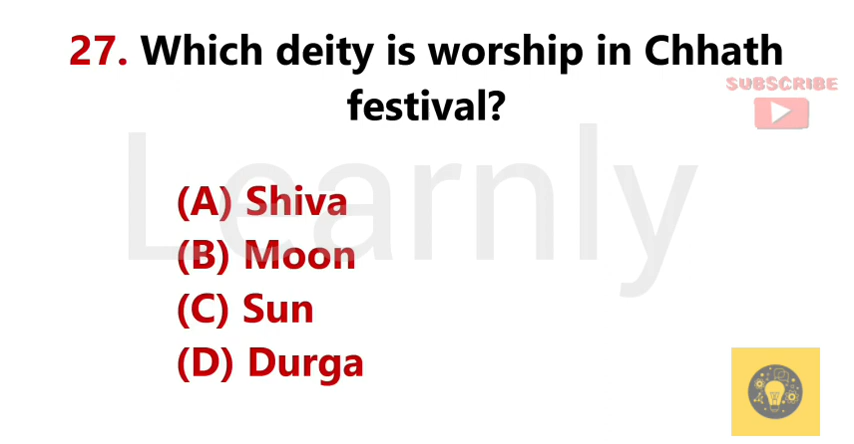 27. Which deity is worship in Chhath
festival?
SUBSCRIBE
Learnly
(A) Shiva
(B) Moon
(C) Sun
(D) Durga